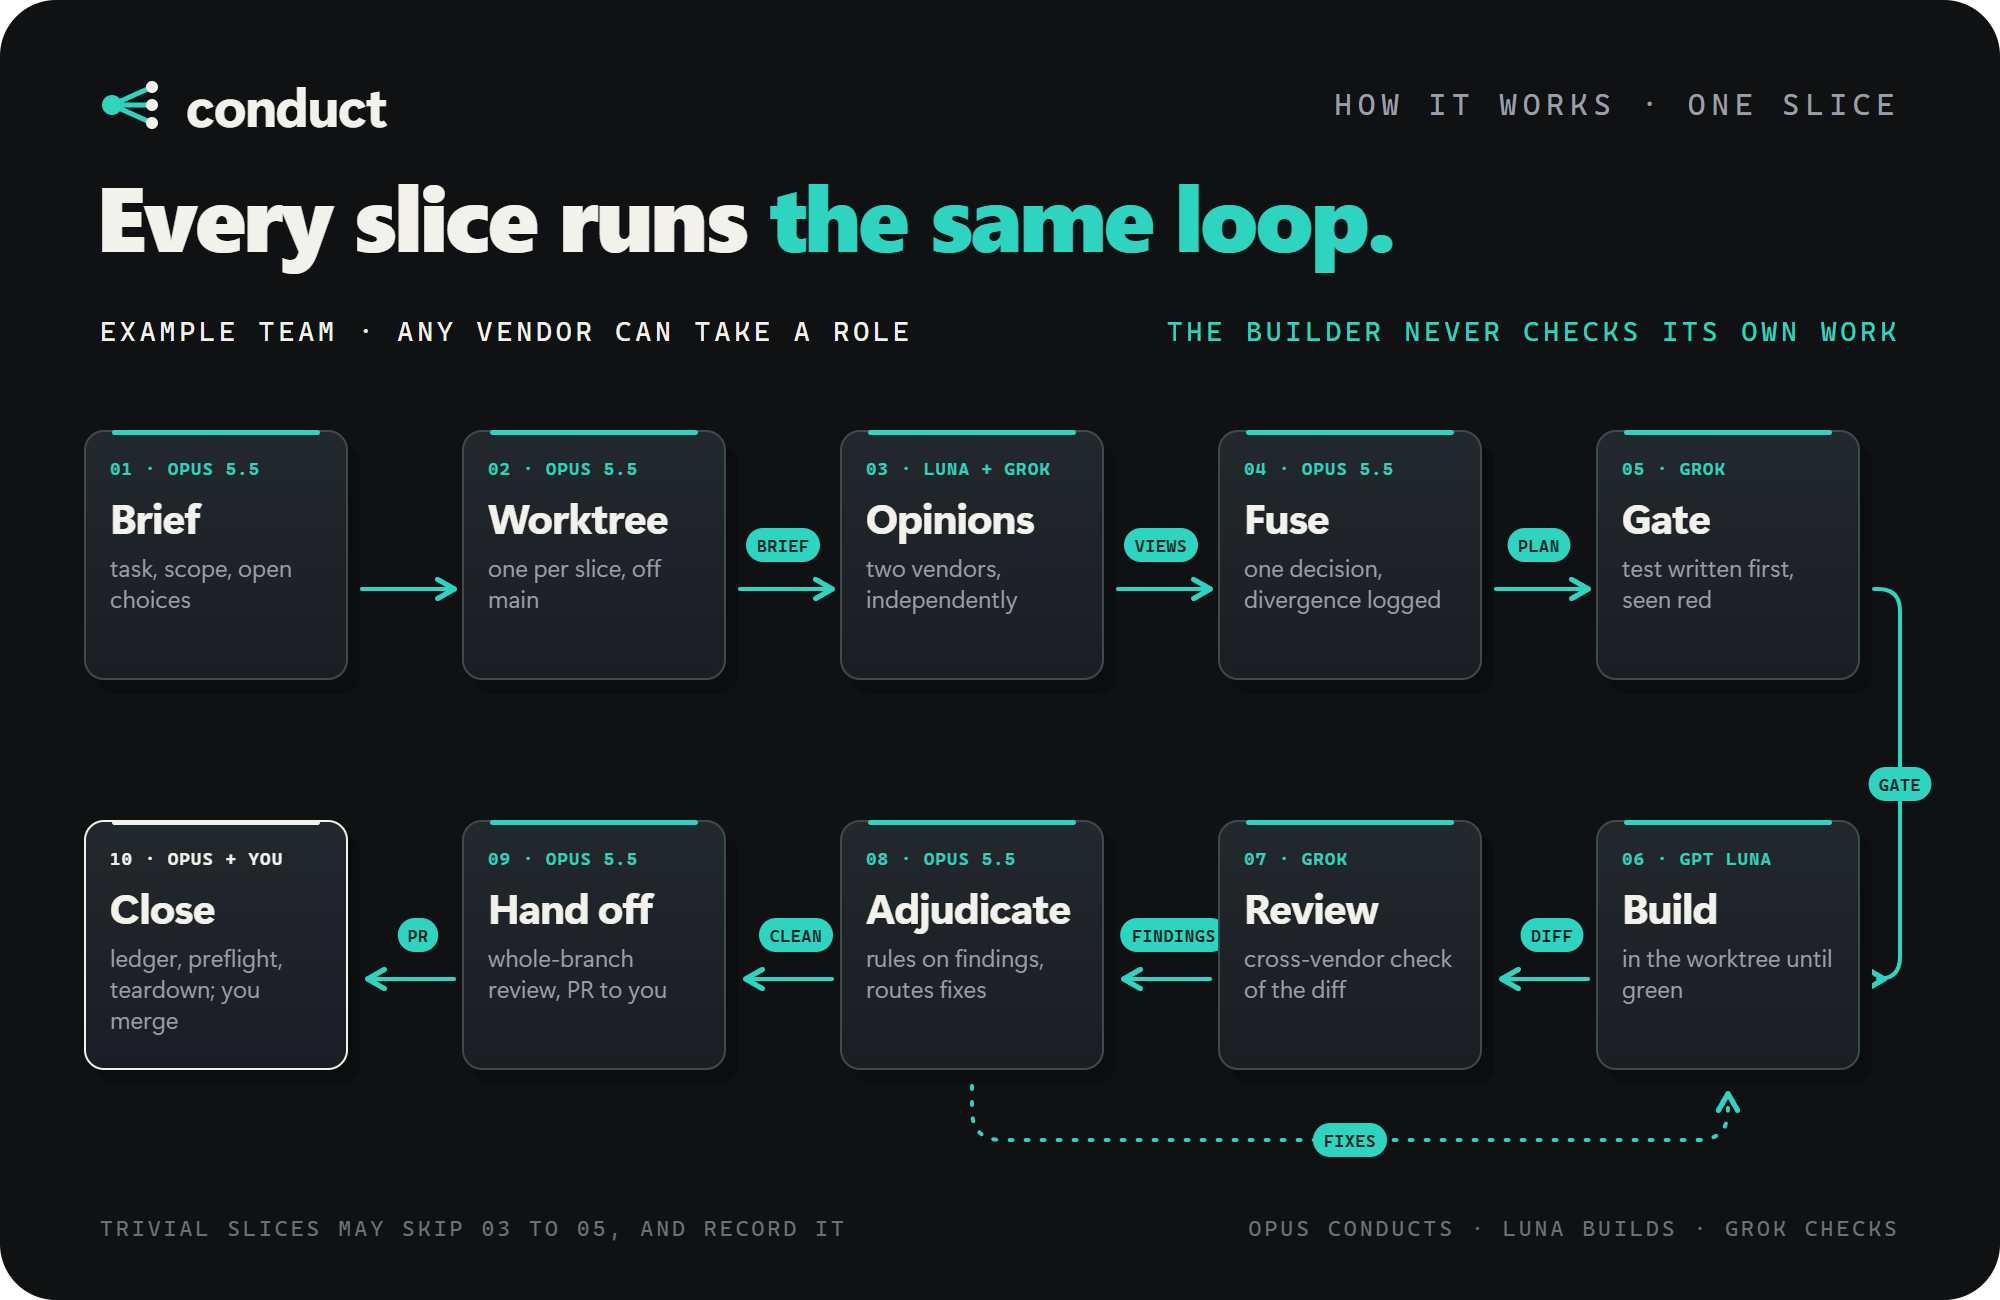 conduct
HOW IT WORKS · ONE SLICE
Every slice runs the same loop.
EXAMPLE TEAM · ANY VENDOR CAN TAKE A ROLE
THE BUILDER NEVER CHECKS ITS OWN WORK
01 · OPUS 5.5
Brief
task, scope, open
choices
02 · OPUS 5.5
Worktree
one per slice, off
main
BRIEF
03 · LUNA + GROK
Opinions
two vendors,
independently
VIEWS
04 · OPUS 5.5
Fuse
one decision,
divergence logged
PLAN
05 · GROK
Gate
test written first,
seen red
GATE
06 · GPT LUNA
Build
in the worktree until
green
DIFF
07 · GROK
Review
cross-vendor check
of the diff
FINDINGS
08 · OPUS 5.5
Adjudicate
rules on findings,
routes fixes
CLEAN
09 · OPUS 5.5
Hand off
whole-branch
review, PR to you
PR
10 · OPUS + YOU
Close
ledger, preflight,
teardown; you
merge
FIXES
TRIVIAL SLICES MAY SKIP 03 TO 05, AND RECORD IT
OPUS CONDUCTS · LUNA BUILDS · GROK CHECKS